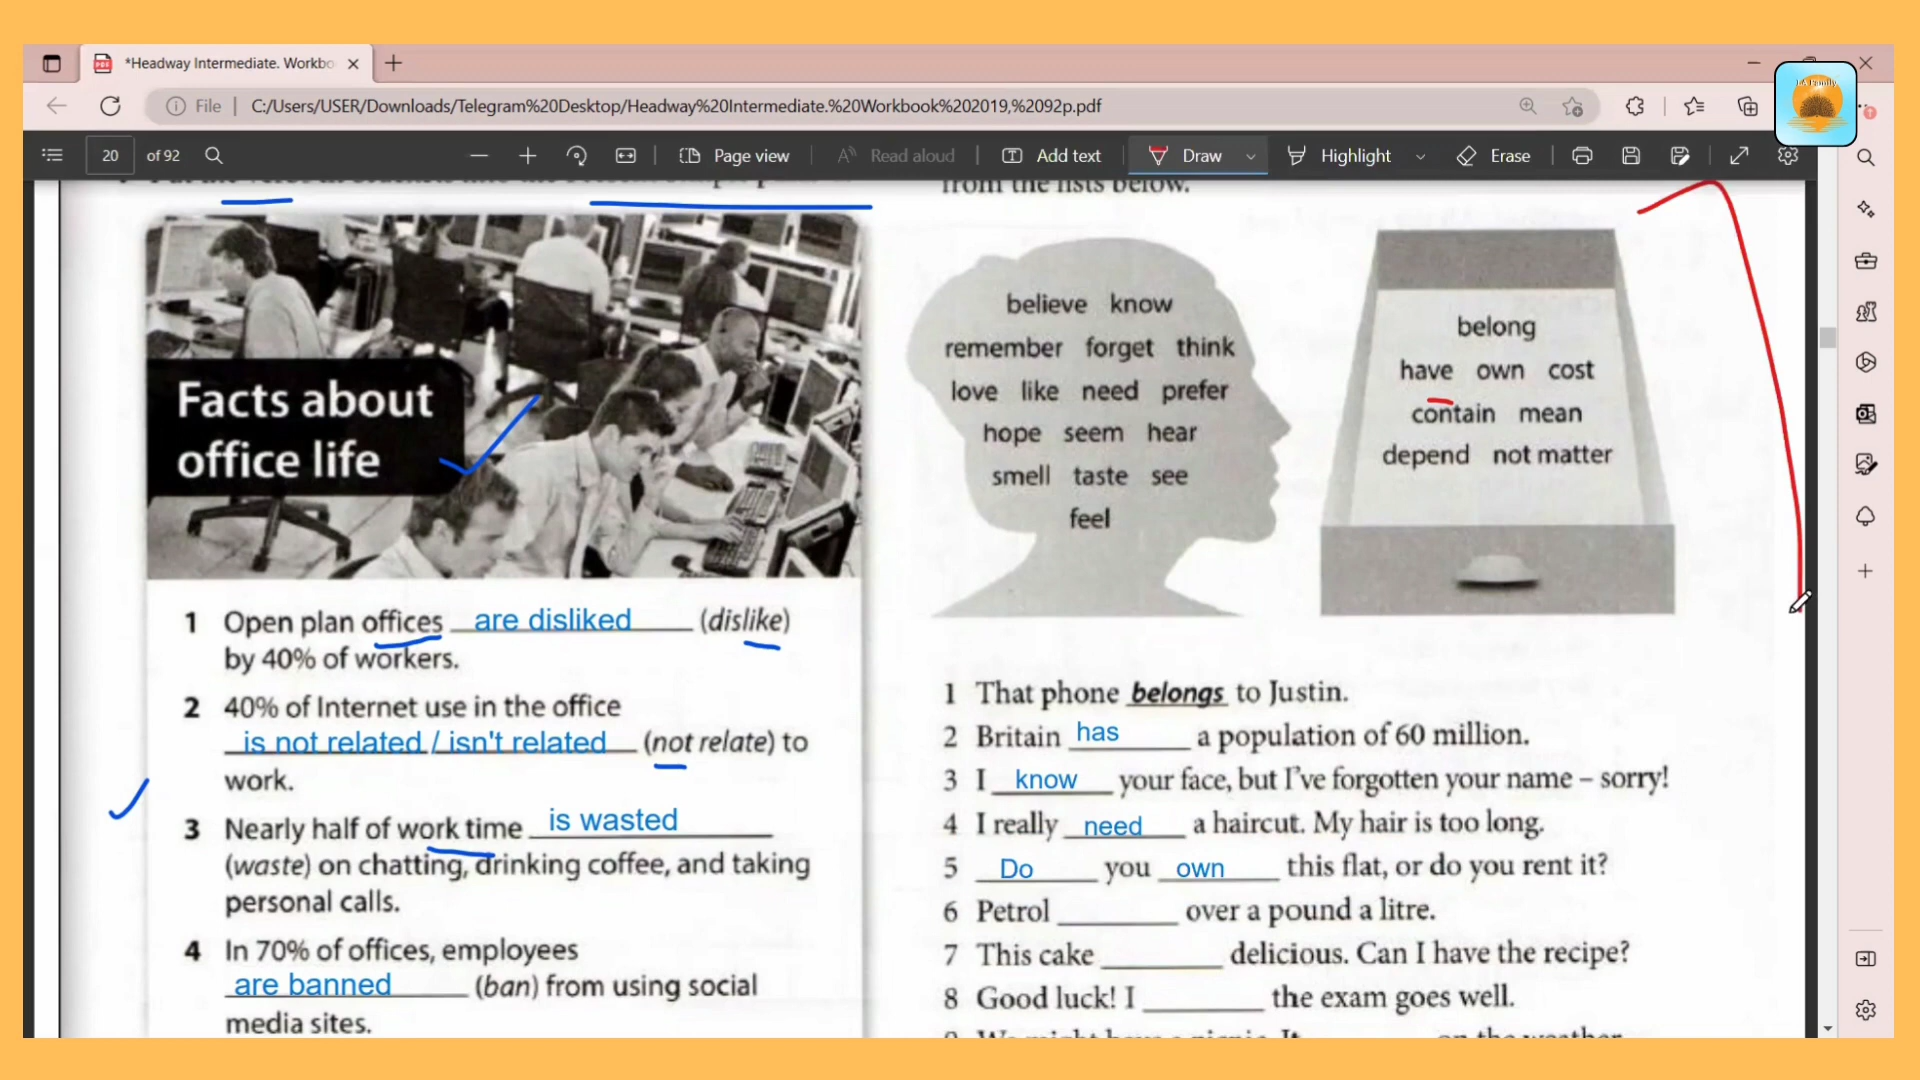 *Headway Intermediate. Workbo
File
C:/Users/USER/Downloads/Telegram%20Desktop/Headway%20Intermediate.%20Workbook%202019,%2092p.pdf
20 of 92
Page view
Read aloud
Add text
Draw
Highlight
Erase
from the lists below.
Facts about
office life
1 Open plan offices are disliked (dislike)
by 40% of workers.
2 40% of Internet use in the office
is not related / isn't related (not relate) to
work.
3 Nearly half of work time is wasted
(waste) on chatting, drinking coffee, and taking
personal calls.
4 In 70% of offices, employees
are banned (ban) from using social
media sites.
believe know
remember forget think
love like need prefer
hope seem hear
smell taste see
feel
belong
have own cost
contain mean
depend not matter
1 That phone belongs to Justin.
2 Britain has a population of 60 million.
3 I know your face, but I've forgotten your name – sorry!
4 I really need a haircut. My hair is too long.
5 Do you own this flat, or do you rent it?
6 Petrol ________ over a pound a litre.
7 This cake ________ delicious. Can I have the recipe?
8 Good luck! I ________ the exam goes well.